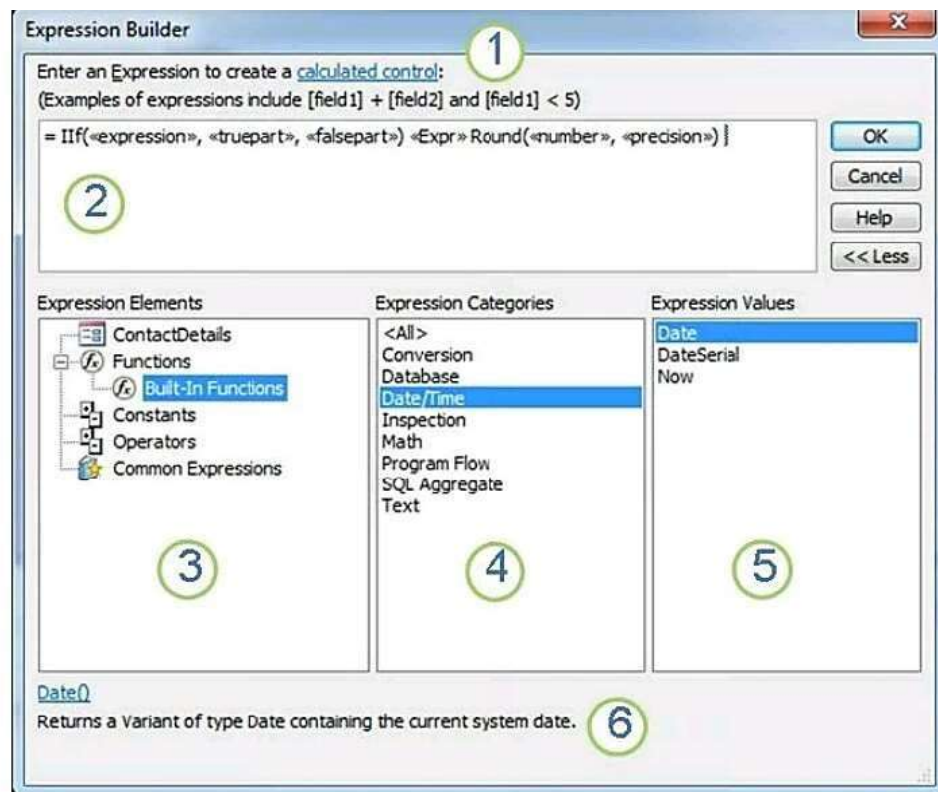 Expression Builder
1
Enter an Expression to create a calculated control:
(Examples of expressions include [field1] + [field2] and [field1] < 5)
= IIf(«expression», «truepart», «falsepart») «Expr» Round(«number», «precision»)
2
OK
Cancel
Help
<< Less
Expression Elements
ContactDetails
Functions
Built-In Functions
Constants
Operators
Common Expressions
3
Expression Categories
<All>
Conversion
Database
Date/Time
Inspection
Math
Program Flow
SQL Aggregate
Text
4
Expression Values
Date
DateSerial
Now
5
Date()
Returns a Variant of type Date containing the current system date.
6